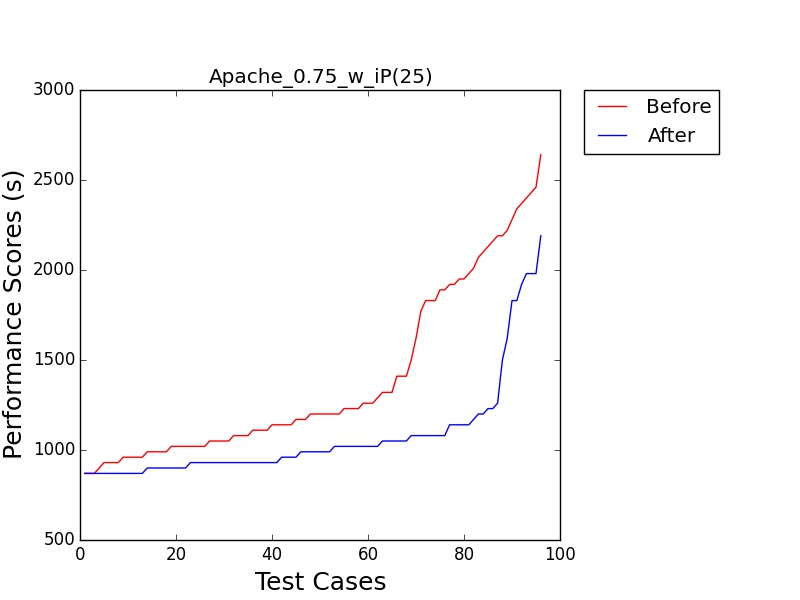 Apache_0.75_w_iP(25)
3000
2500
2000
1500
1000
500
0 20 40 60 80 100
Performance Scores (s)
Test Cases
Before
After